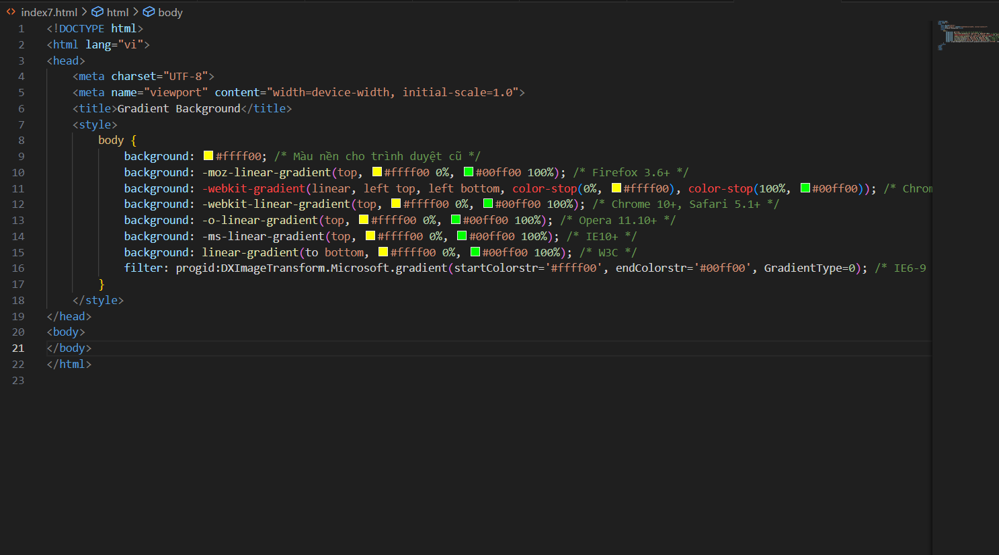 index7.html > html > body
1 <!DOCTYPE html>
2 <html lang="vi">
3 <head>
4 <meta charset="UTF-8">
5 <meta name="viewport" content="width=device-width, initial-scale=1.0">
6 <title>Gradient Background</title>
7 <style>
8 body {
9 background: #ffff00; /* Màu nền cho trình duyệt cũ */
10 background: -moz-linear-gradient(top, #ffff00 0%, #00ff00 100%); /* Firefox 3.6+ */
11 background: -webkit-gradient(linear, left top, left bottom, color-stop(0%, #ffff00), color-stop(100%, #00ff00)); /* Chrom
12 background: -webkit-linear-gradient(top, #ffff00 0%, #00ff00 100%); /* Chrome 10+, Safari 5.1+ */
13 background: -o-linear-gradient(top, #ffff00 0%, #00ff00 100%); /* Opera 11.10+ */
14 background: -ms-linear-gradient(top, #ffff00 0%, #00ff00 100%); /* IE10+ */
15 background: linear-gradient(to bottom, #ffff00 0%, #00ff00 100%); /* W3C */
16 filter: progid:DXImageTransform.Microsoft.gradient(startColorstr='#ffff00', endColorstr='#00ff00', GradientType=0); /* IE6-9
17 }
18 </style>
19 </head>
20 <body>
21 </body>
22 </html>
23